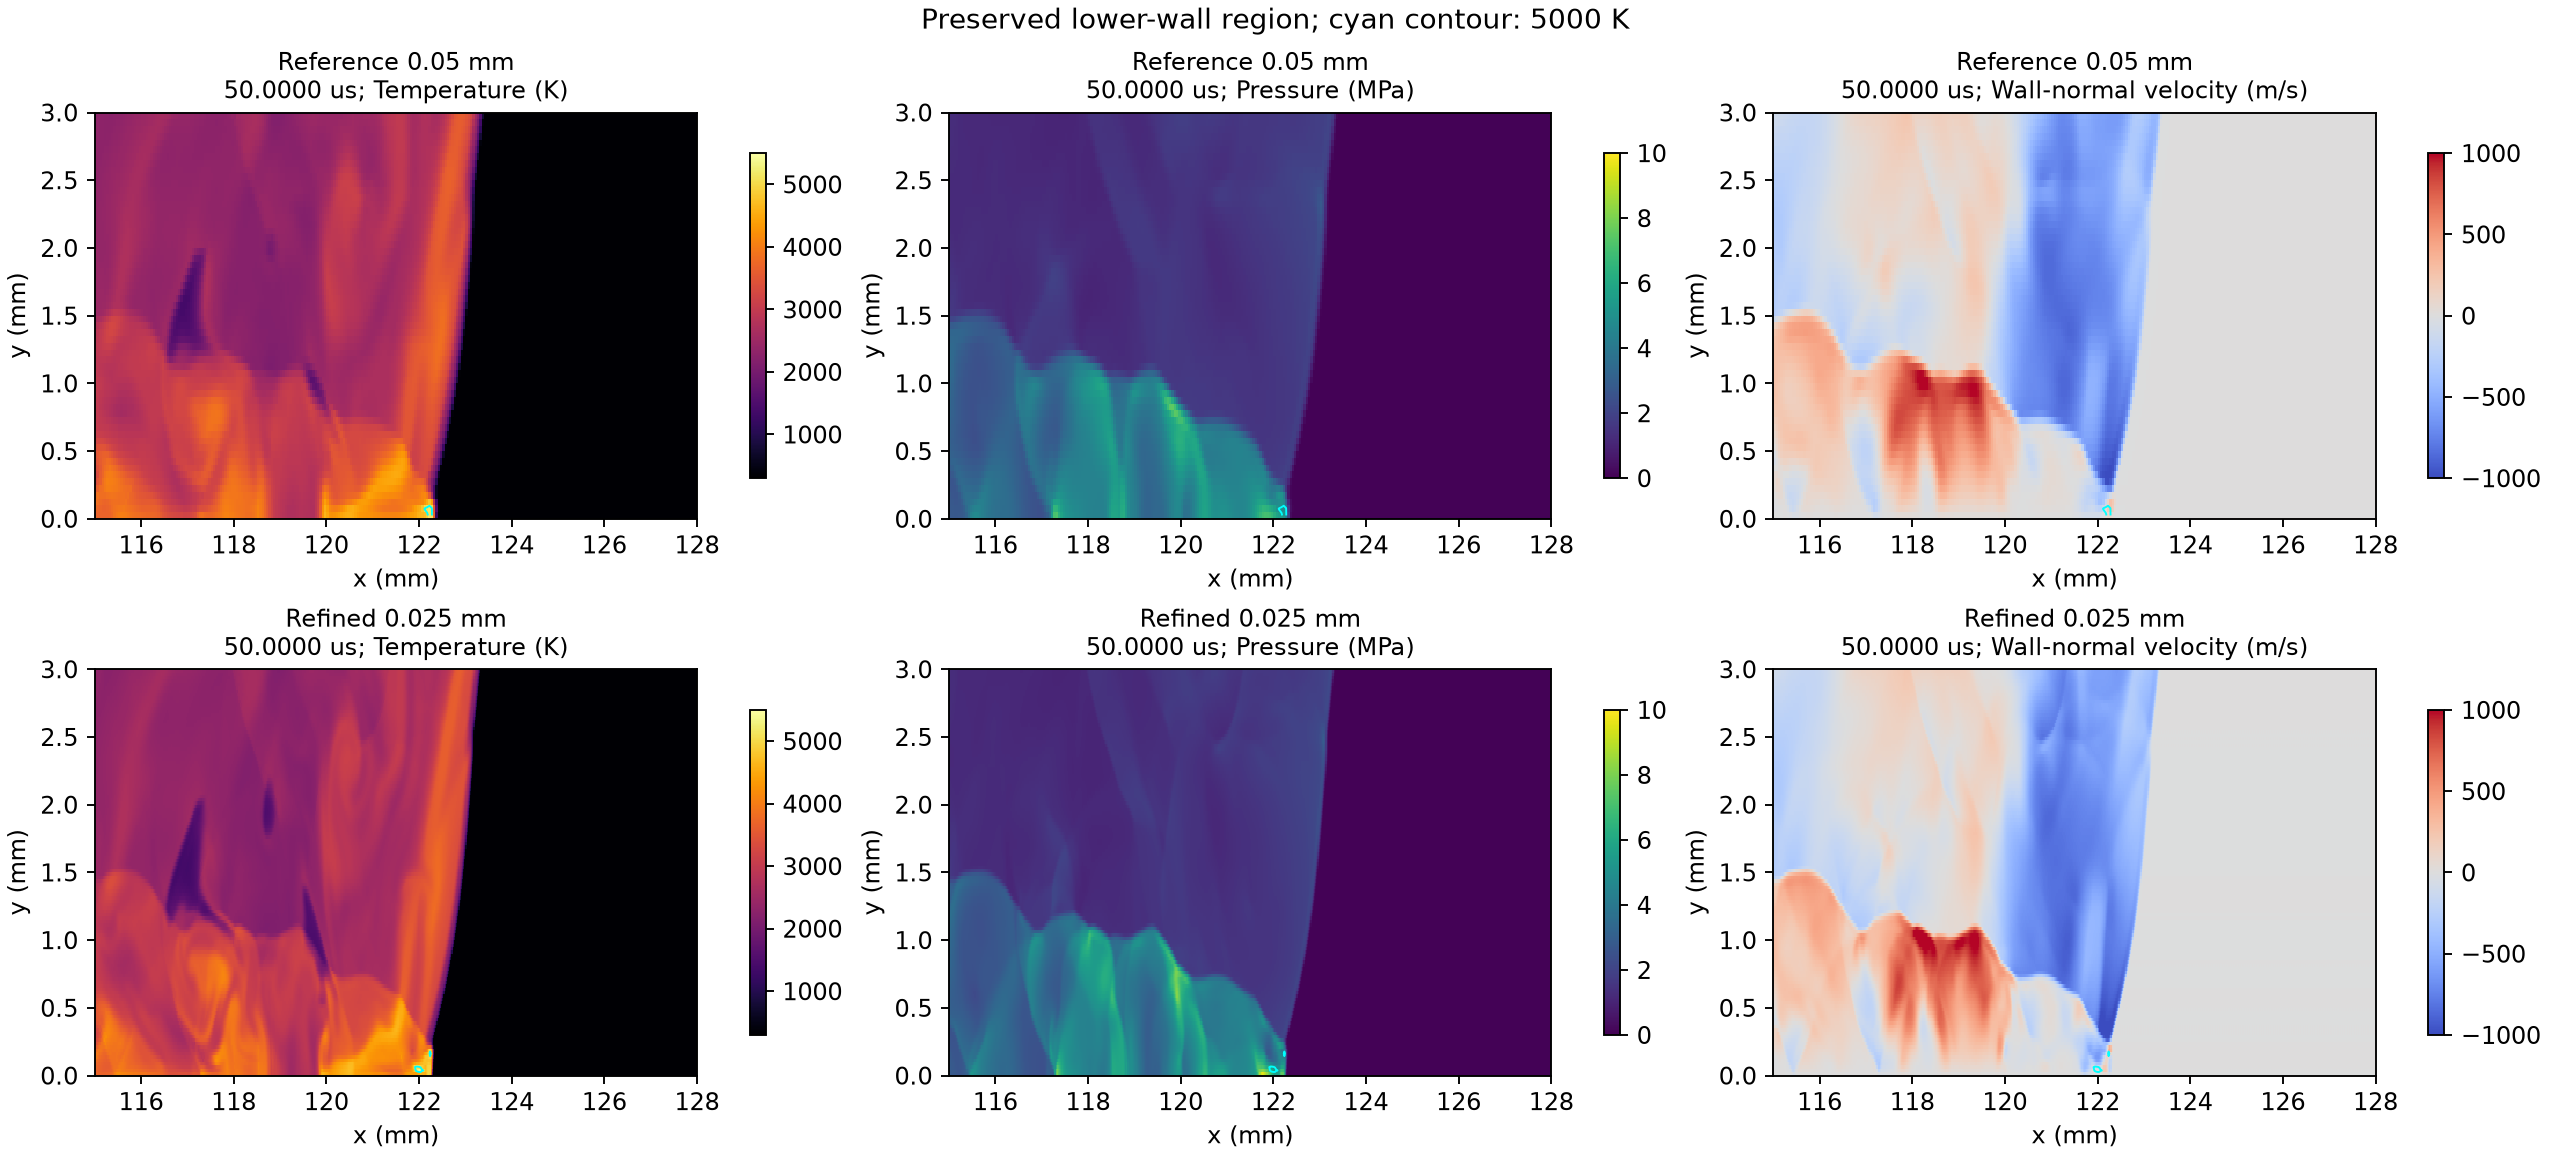 Preserved lower-wall region; cyan contour: 5000 K
Reference 0.05 mm
50.0000 us; Temperature (K)
3.0
2.5
2.0
1.5
1.0
0.5
0.0
y (mm)
116 118 120 122 124 126 128
x (mm)
5000
4000
3000
2000
1000
Reference 0.05 mm
50.0000 us; Pressure (MPa)
3.0
2.5
2.0
1.5
1.0
0.5
0.0
y (mm)
116 118 120 122 124 126 128
x (mm)
10
8
6
4
2
0
Reference 0.05 mm
50.0000 us; Wall-normal velocity (m/s)
3.0
2.5
2.0
1.5
1.0
0.5
0.0
y (mm)
116 118 120 122 124 126 128
x (mm)
1000
500
0
−500
−1000
Refined 0.025 mm
50.0000 us; Temperature (K)
3.0
2.5
2.0
1.5
1.0
0.5
0.0
y (mm)
116 118 120 122 124 126 128
x (mm)
5000
4000
3000
2000
1000
Refined 0.025 mm
50.0000 us; Pressure (MPa)
3.0
2.5
2.0
1.5
1.0
0.5
0.0
y (mm)
116 118 120 122 124 126 128
x (mm)
10
8
6
4
2
0
Refined 0.025 mm
50.0000 us; Wall-normal velocity (m/s)
3.0
2.5
2.0
1.5
1.0
0.5
0.0
y (mm)
116 118 120 122 124 126 128
x (mm)
1000
500
0
−500
−1000